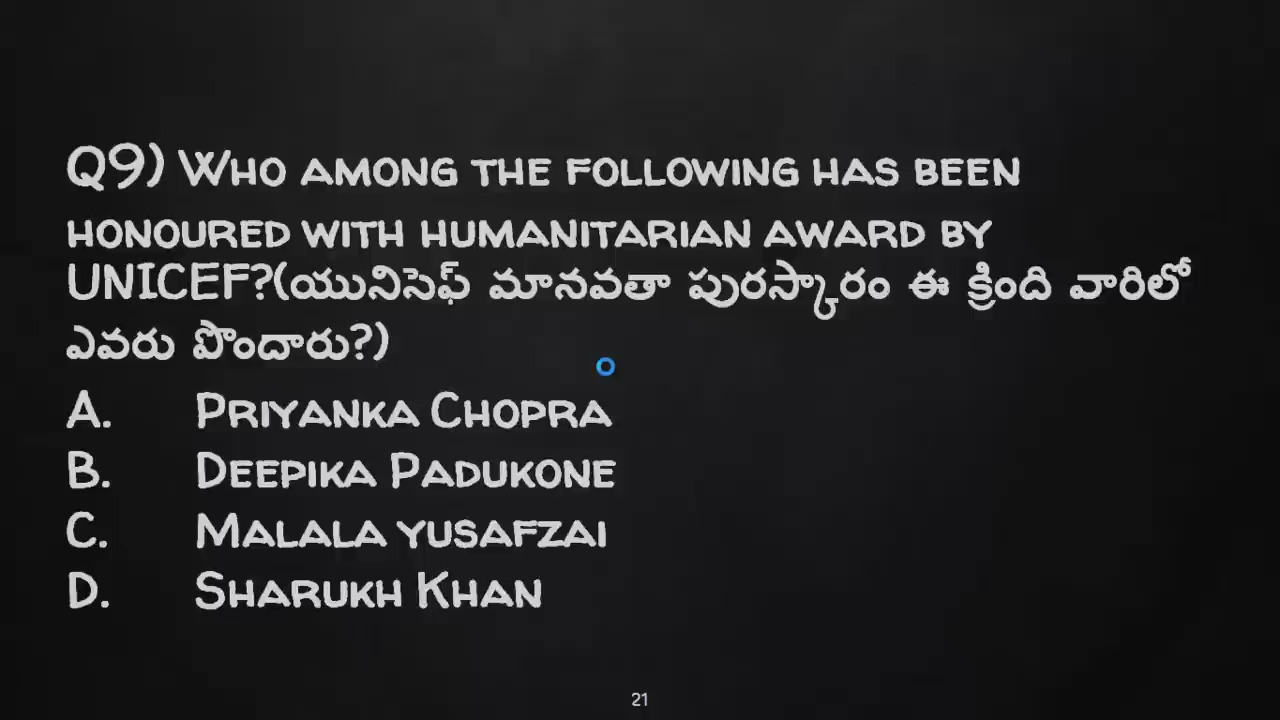 Q9) Who among the following has been
honoured with humanitarian award by
UNICEF?(యునిసెఫ్ మానవతా పురస్కారం ఈ క్రింది వారిలో
ఎవరు పొందారు?)
A. Priyanka Chopra
B. Deepika Padukone
C. Malala yusafzai
D. Sharukh Khan
21